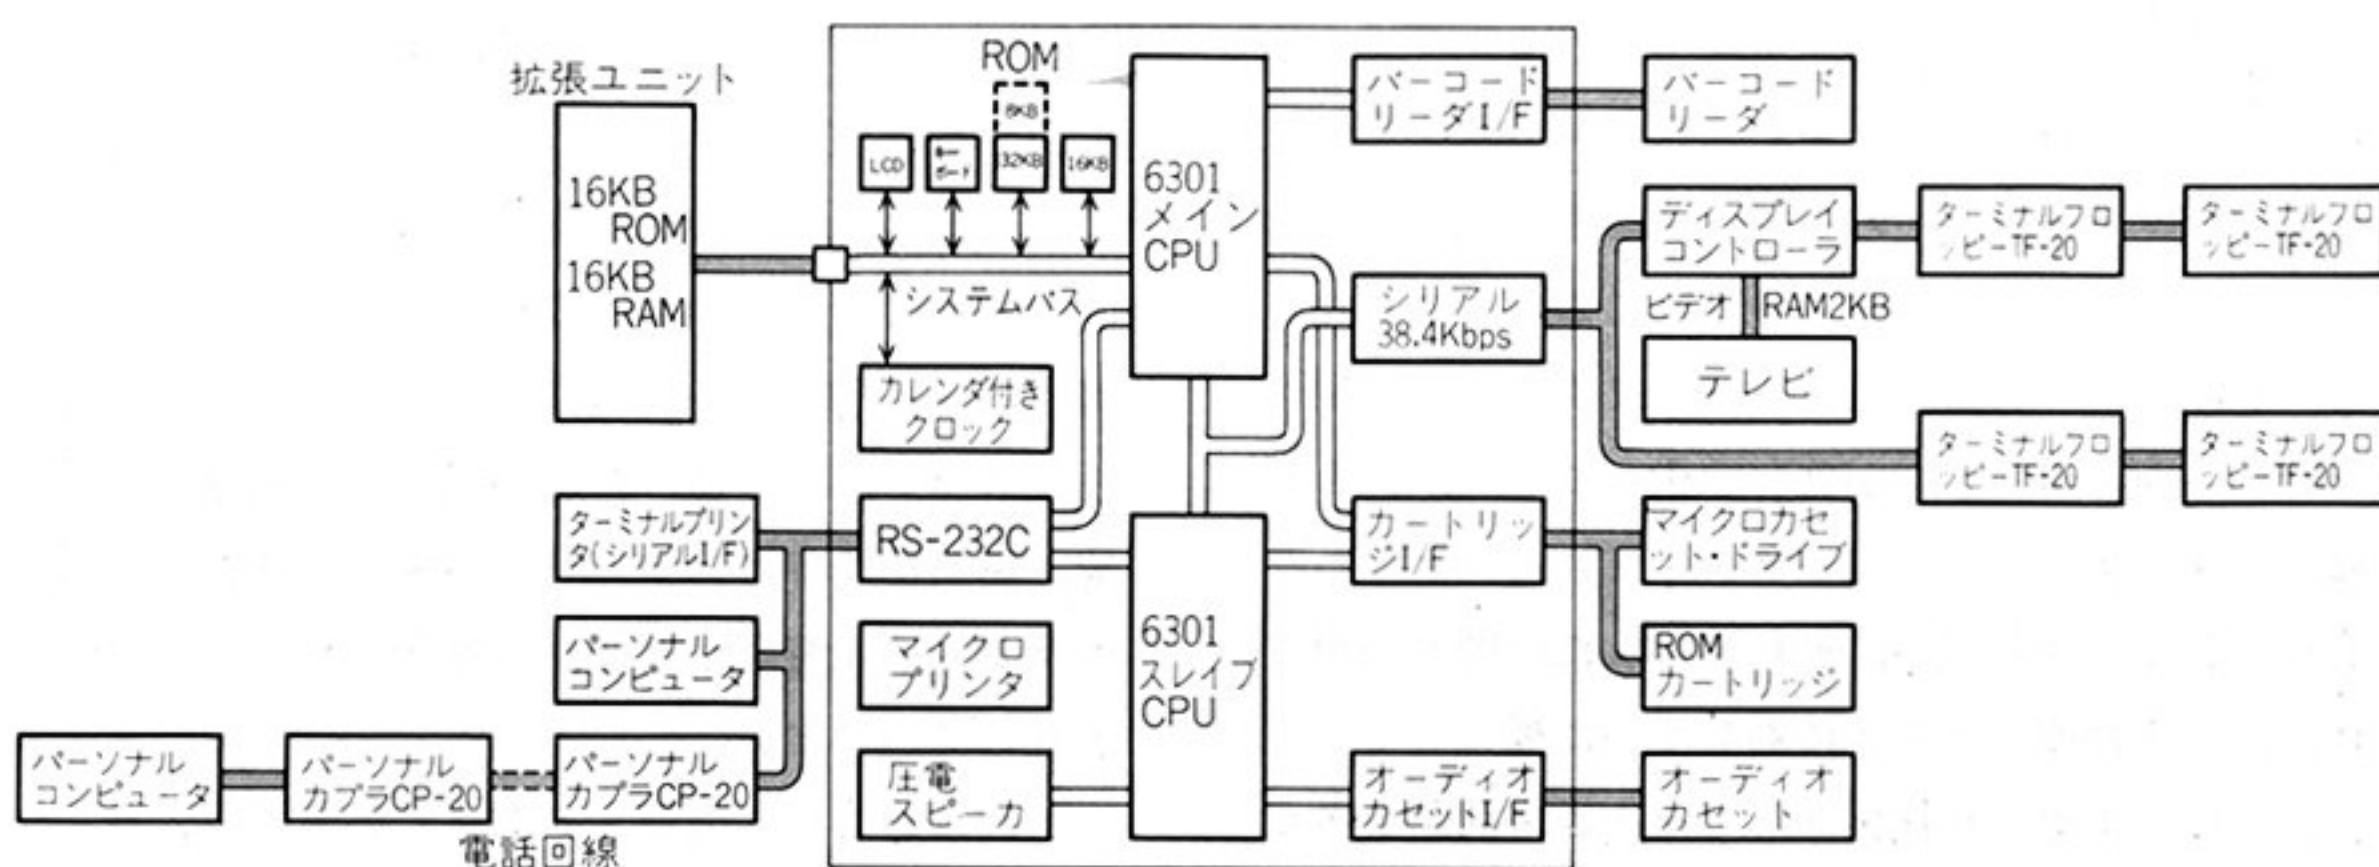 拡張ユニット
16KB
ROM
16KB
RAM
ROM
8KB
LCD
キー
ボード
32KB
16KB
システムバス
カレンダ付き
クロック
6301
メイン
CPU
バーコード
リーダI/F
バーコード
リーダ
シリアル
38.4Kbps
ディスプレイ
コントローラ
ターミナルフロ
ッピーTF-20
ターミナルフロ
ッピーTF-20
ビデオ RAM2KB
テレビ
ターミナルフロ
ッピーTF-20
ターミナルフロ
ッピーTF-20
ターミナルプリン
タ(シリアルI/F)
RS-232C
カートリッ
ジI/F
マイクロカセ
ット・ドライブ
パーソナル
コンピュータ
マイクロ
プリンタ
6301
スレイブ
CPU
ROM
カートリッジ
パーソナル
コンピュータ
パーソナル
カプラCP-20
パーソナル
カプラCP-20
電話回線
圧電
スピーカ
オーディオ
カセットI/F
オーディオ
カセット